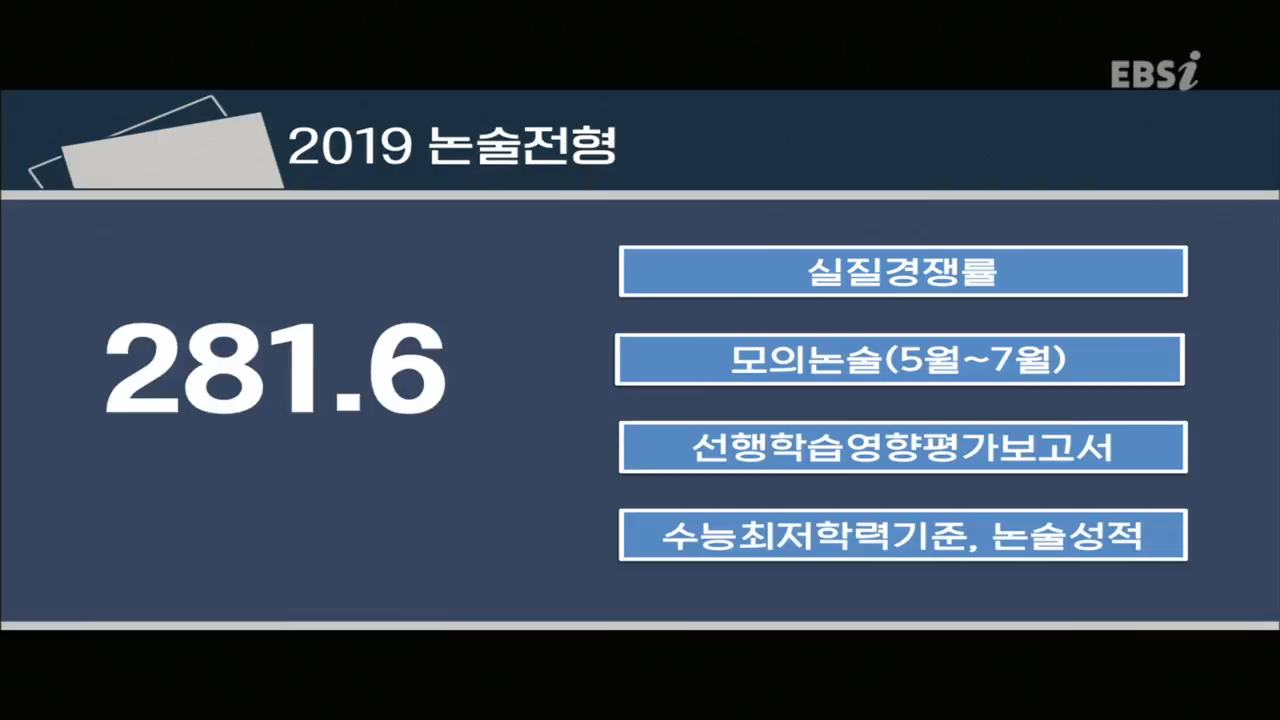 EBSi
2019 논술전형
281.6
실질경쟁률
모의논술(5월~7월)
선행학습영향평가보고서
수능최저학력기준, 논술성적